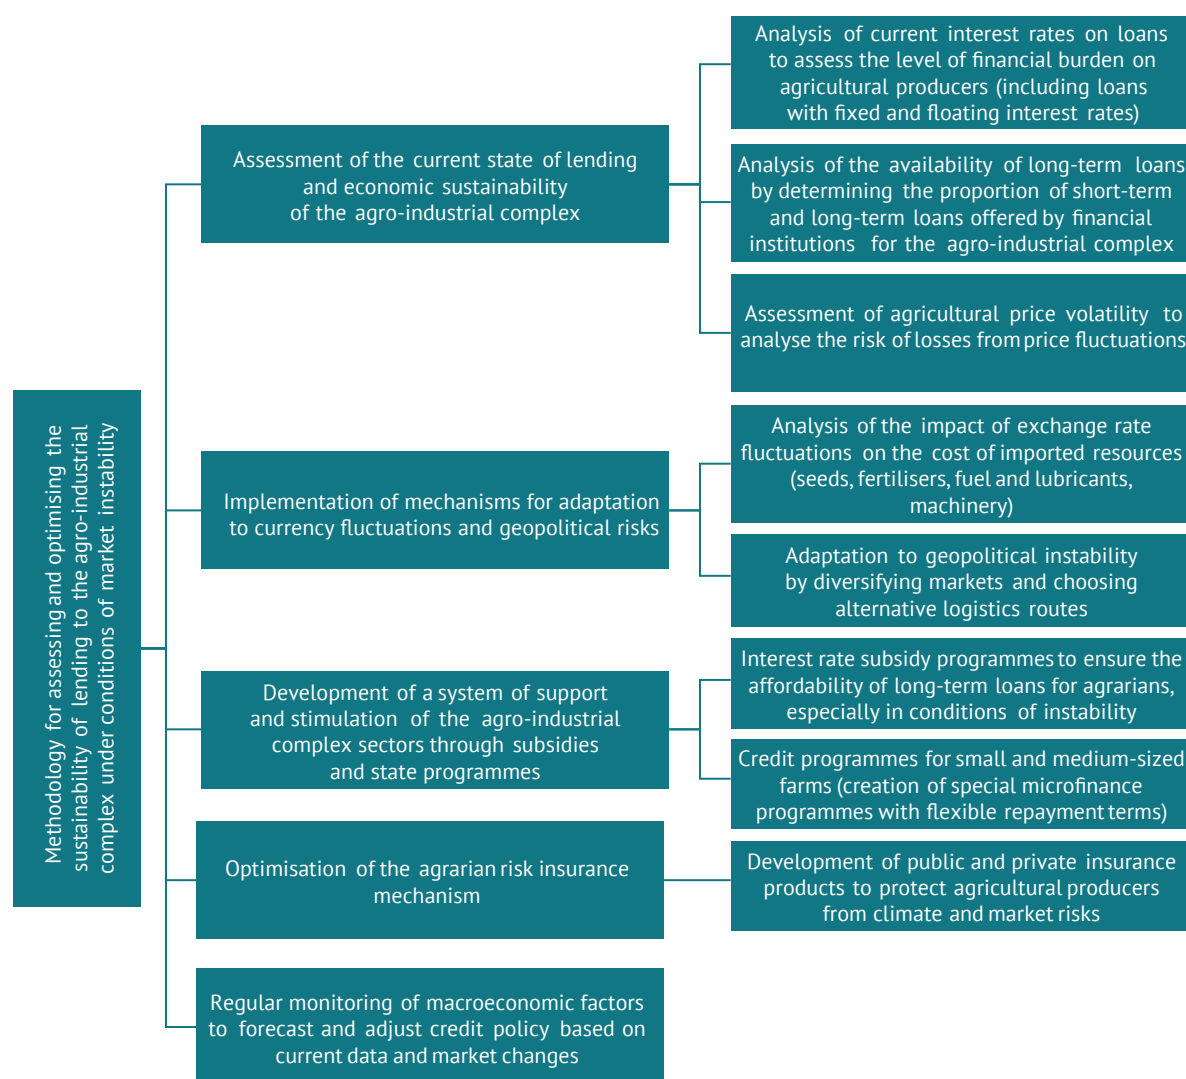 Methodology for assessing and optimising the
sustainability of lending to the agro-industrial
complex under conditions of market instability
Assessment of the current state of lending
and economic sustainability
of the agro-industrial complex
Analysis of current interest rates on loans
to assess the level of financial burden on
agricultural producers (including loans
with fixed and floating interest rates)
Analysis of the availability of long-term loans
by determining the proportion of short-term
and long-term loans offered by financial
institutions for the agro-industrial complex
Assessment of agricultural price volatility to
analyse the risk of losses from price fluctuations
Implementation of mechanisms for adaptation
to currency fluctuations and geopolitical risks
Analysis of the impact of exchange rate
fluctuations on the cost of imported resources
(seeds, fertilisers, fuel and lubricants,
machinery)
Adaptation to geopolitical instability
by diversifying markets and choosing
alternative logistics routes
Development of a system of support
and stimulation of the agro-industrial
complex sectors through subsidies
and state programmes
Interest rate subsidy programmes to ensure the
affordability of long-term loans for agrarians,
especially in conditions of instability
Credit programmes for small and medium-sized
farms (creation of special microfinance
programmes with flexible repayment terms)
Optimisation of the agrarian risk insurance
mechanism
Development of public and private insurance
products to protect agricultural producers
from climate and market risks
Regular monitoring of macroeconomic factors
to forecast and adjust credit policy based on
current data and market changes